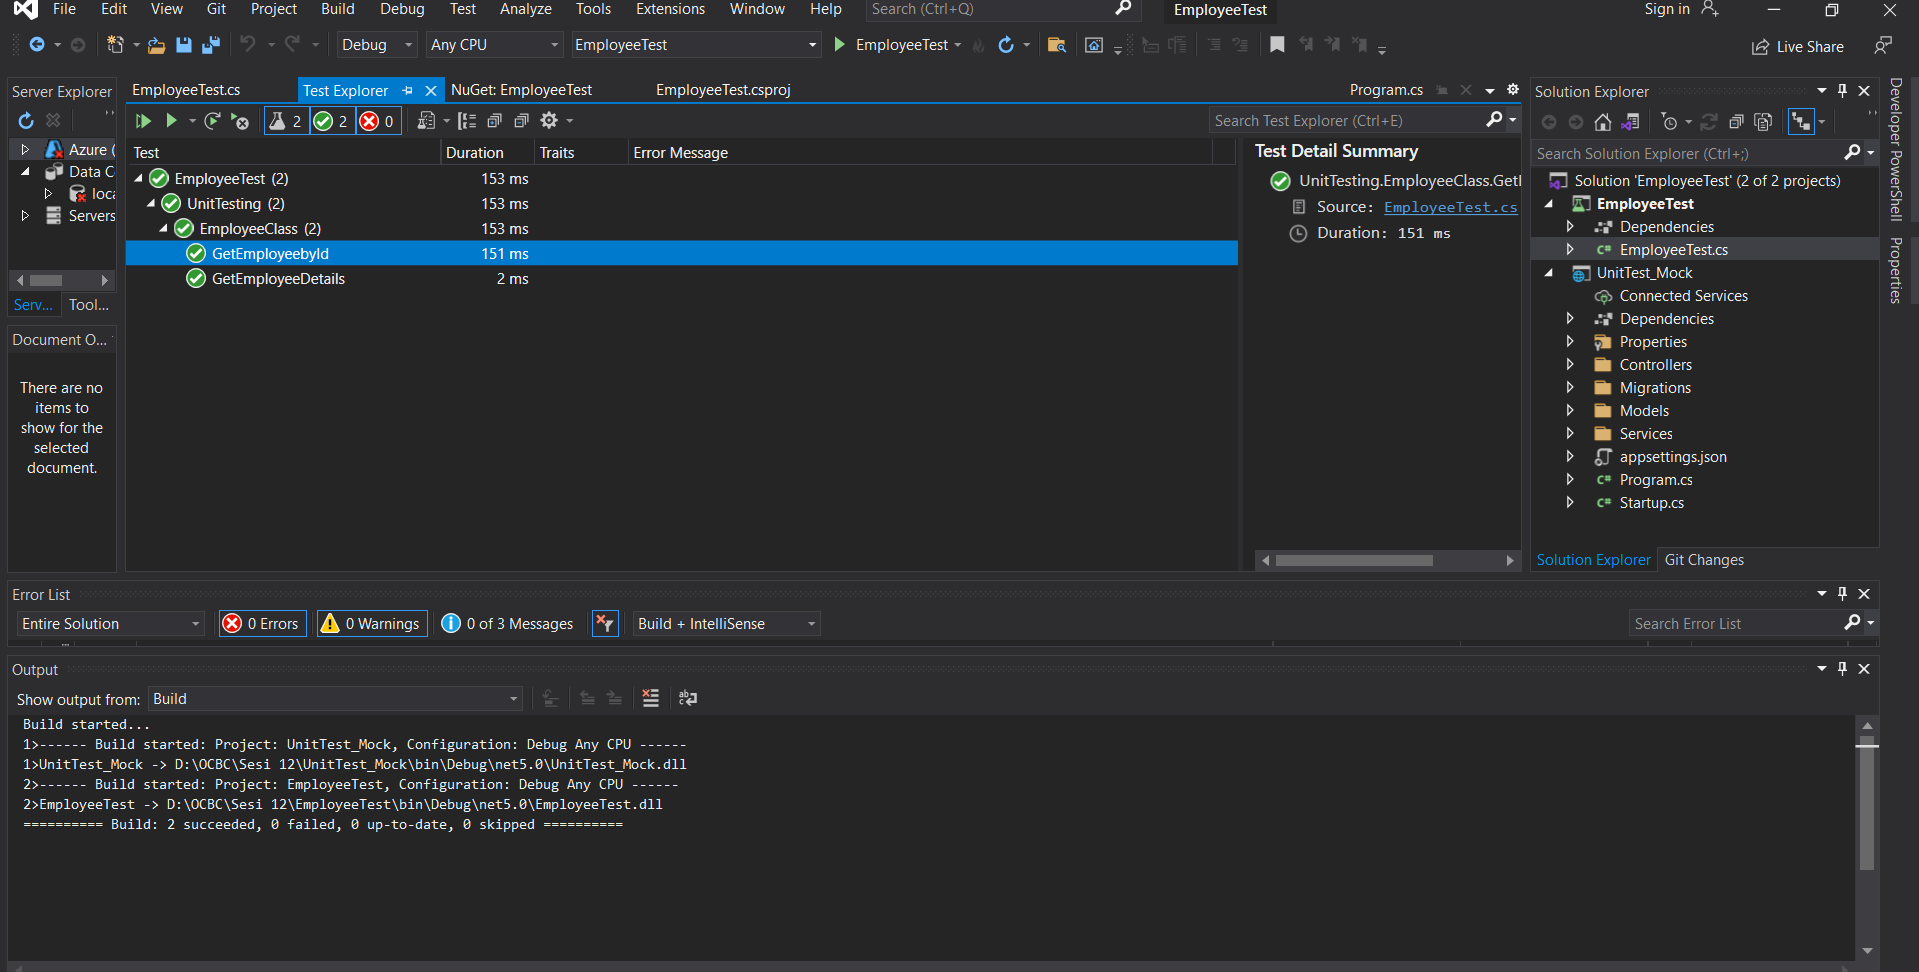 File Edit View Git Project Build Debug Test Analyze Tools Extensions Window Help Search (Ctrl+Q) EmployeeTest Sign in
Debug Any CPU EmployeeTest EmployeeTest Live Share
Server Explorer
Azure (
Data C
loca
Servers
Serv... Tool...
Document O...
There are no
items to
show for the
selected
document.
EmployeeTest.cs Test Explorer NuGet: EmployeeTest EmployeeTest.csproj Program.cs
2 2 0 Search Test Explorer (Ctrl+E)
Test Duration Traits Error Message
EmployeeTest (2) 153 ms
UnitTesting (2) 153 ms
EmployeeClass (2) 153 ms
GetEmployeebyId 151 ms
GetEmployeeDetails 2 ms
Test Detail Summary
UnitTesting.EmployeeClass.GetI
Source: EmployeeTest.cs
Duration: 151 ms
Solution Explorer
Search Solution Explorer (Ctrl+;)
Solution 'EmployeeTest' (2 of 2 projects)
EmployeeTest
Dependencies
C# EmployeeTest.cs
UnitTest_Mock
Connected Services
Dependencies
Properties
Controllers
Migrations
Models
Services
appsettings.json
C# Program.cs
C# Startup.cs
Solution Explorer Git Changes
Developer PowerShell
Properties
Error List
Entire Solution 0 Errors 0 Warnings 0 of 3 Messages Build + IntelliSense Search Error List
Output
Show output from: Build
Build started...
1>------ Build started: Project: UnitTest_Mock, Configuration: Debug Any CPU ------
1>UnitTest_Mock -> D:\OCBC\Sesi 12\UnitTest_Mock\bin\Debug\net5.0\UnitTest_Mock.dll
2>------ Build started: Project: EmployeeTest, Configuration: Debug Any CPU ------
2>EmployeeTest -> D:\OCBC\Sesi 12\EmployeeTest\bin\Debug\net5.0\EmployeeTest.dll
========== Build: 2 succeeded, 0 failed, 0 up-to-date, 0 skipped ==========